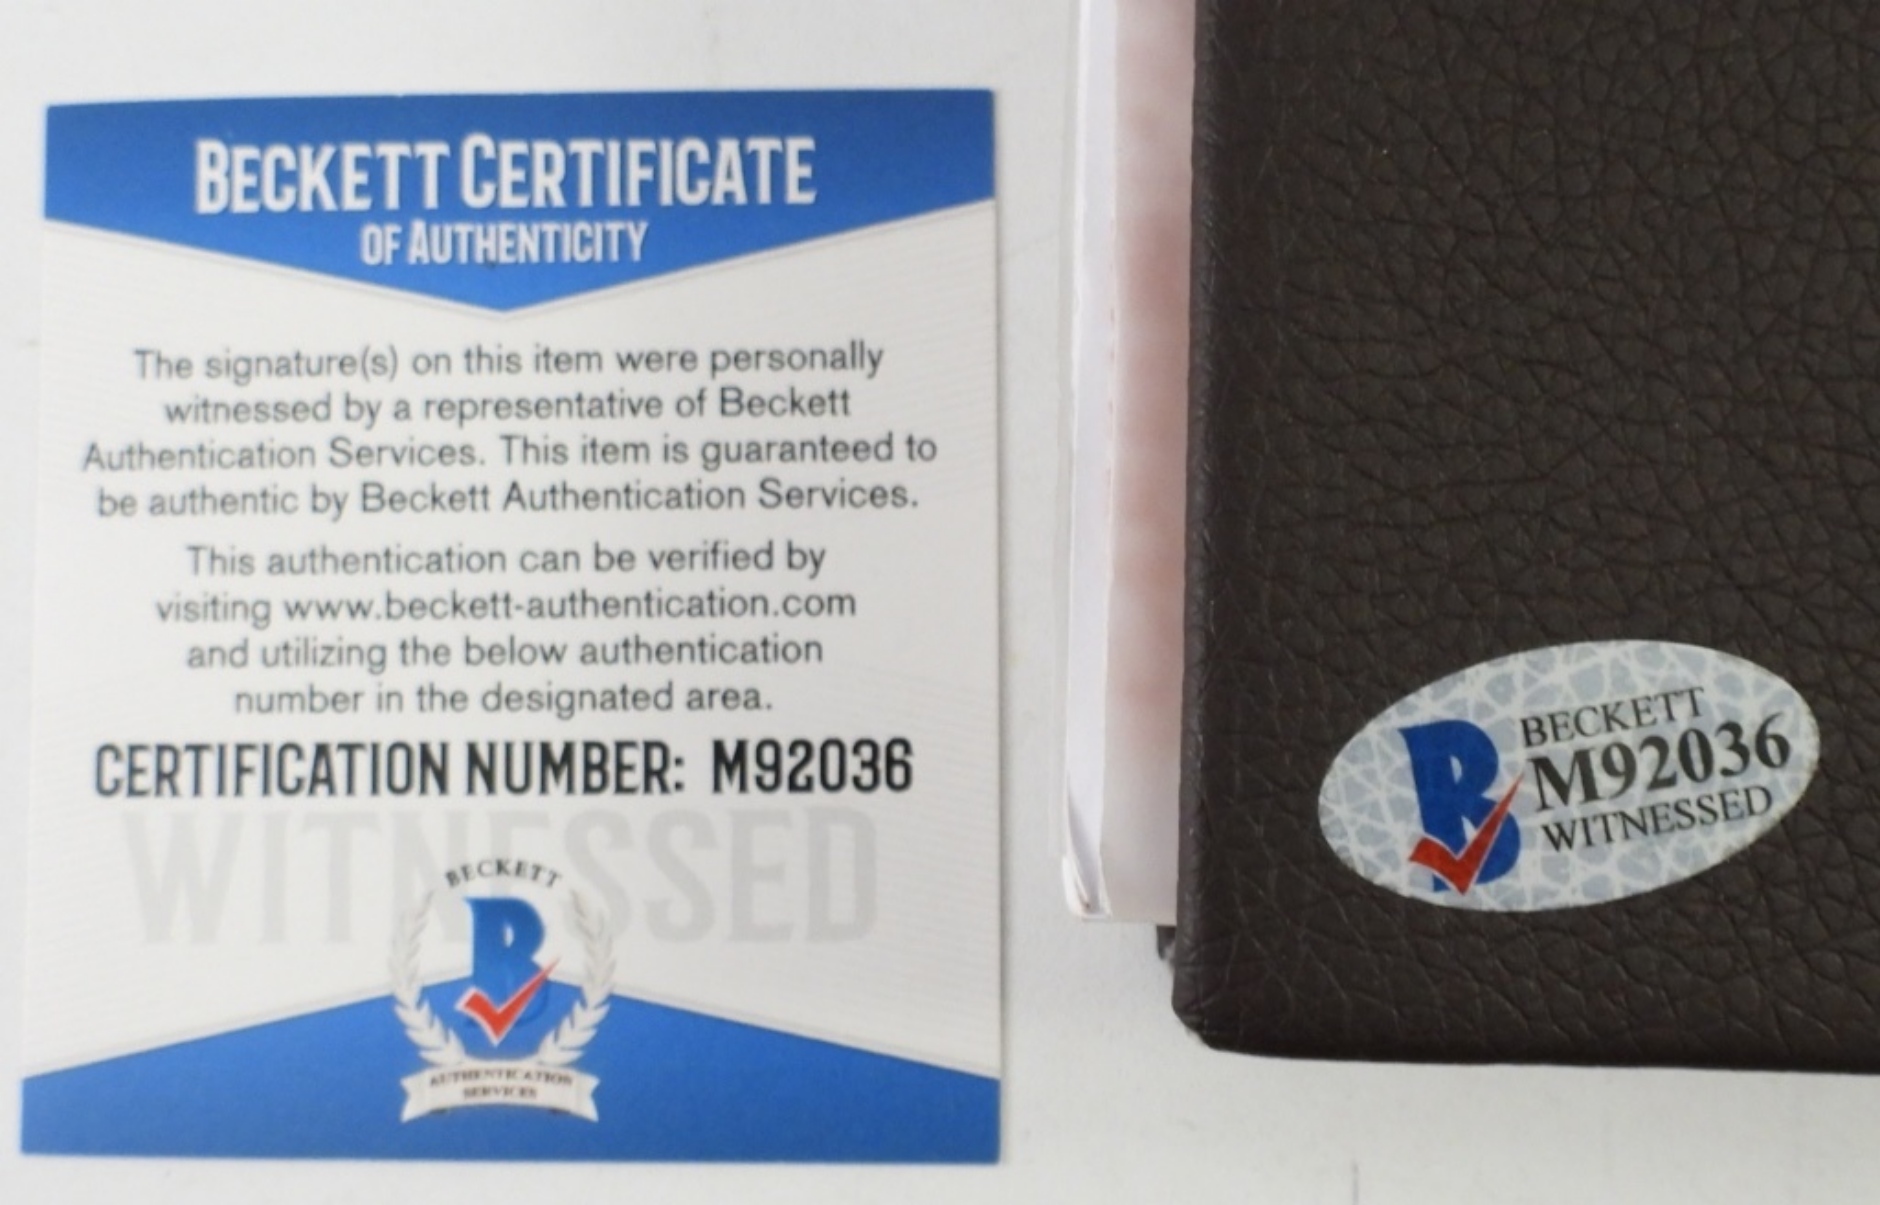 BECKETT CERTIFICATE
OF AUTHENTICITY
The signature(s) on this item were personally
witnessed by a representative of Beckett
Authentication Services. This item is guaranteed to
be authentic by Beckett Authentication Services.
This authentication can be verified by
visiting www.beckett-authentication.com
and utilizing the below authentication
number in the designated area.
CERTIFICATION NUMBER: M92036
WITNESSED
BECKETT
B
AUTHENTICATION
SERVICES
B
BECKETT
M92036
WITNESSED